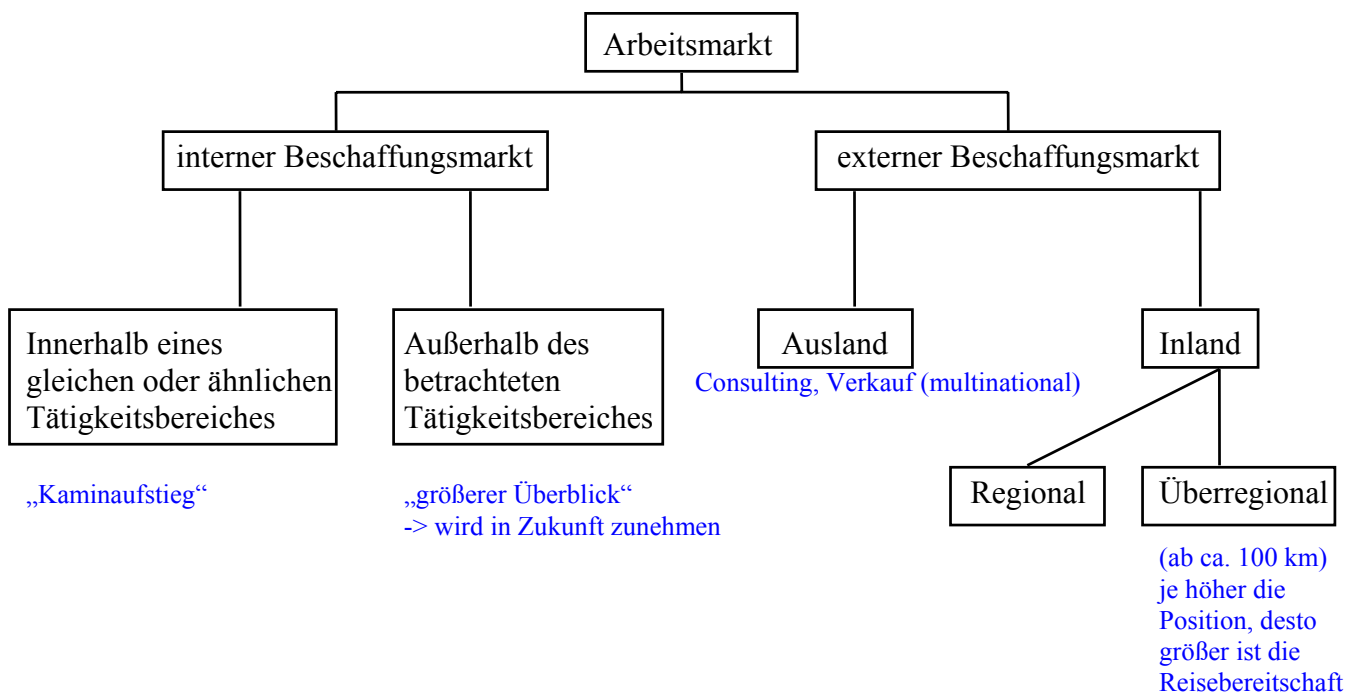 Arbeitsmarkt
interner Beschaffungsmarkt
externer Beschaffungsmarkt
Innerhalb eines
gleichen oder ähnlichen
Tätigkeitsbereiches
„Kaminaufstieg“
Außerhalb des
betrachteten
Tätigkeitsbereiches
„größerer Überblick“
-> wird in Zukunft zunehmen
Ausland
Consulting, Verkauf (multinational)
Inland
Regional
Überregional
(ab ca. 100 km)
je höher die
Position, desto
größer ist die
Reisebereitschaft